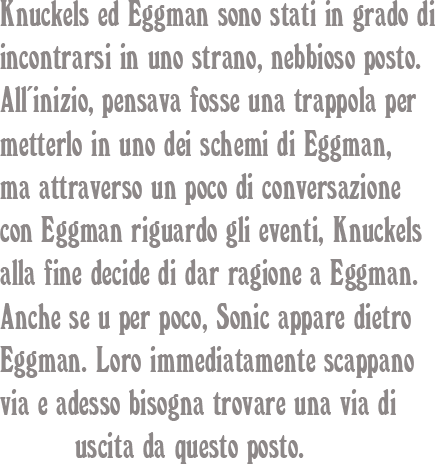 Knuckels ed Eggman sono stati in grado di
incontrarsi in uno strano, nebbioso posto.
All'inizio, pensava fosse una trappola per
metterlo in uno dei schemi di Eggman,
ma attraverso un poco di conversazione
con Eggman riguardo gli eventi, Knuckels
alla fine decide di dar ragione a Eggman.
Anche se u per poco, Sonic appare dietro
Eggman. Loro immediatamente scappano
via e adesso bisogna trovare una via di
uscita da questo posto.